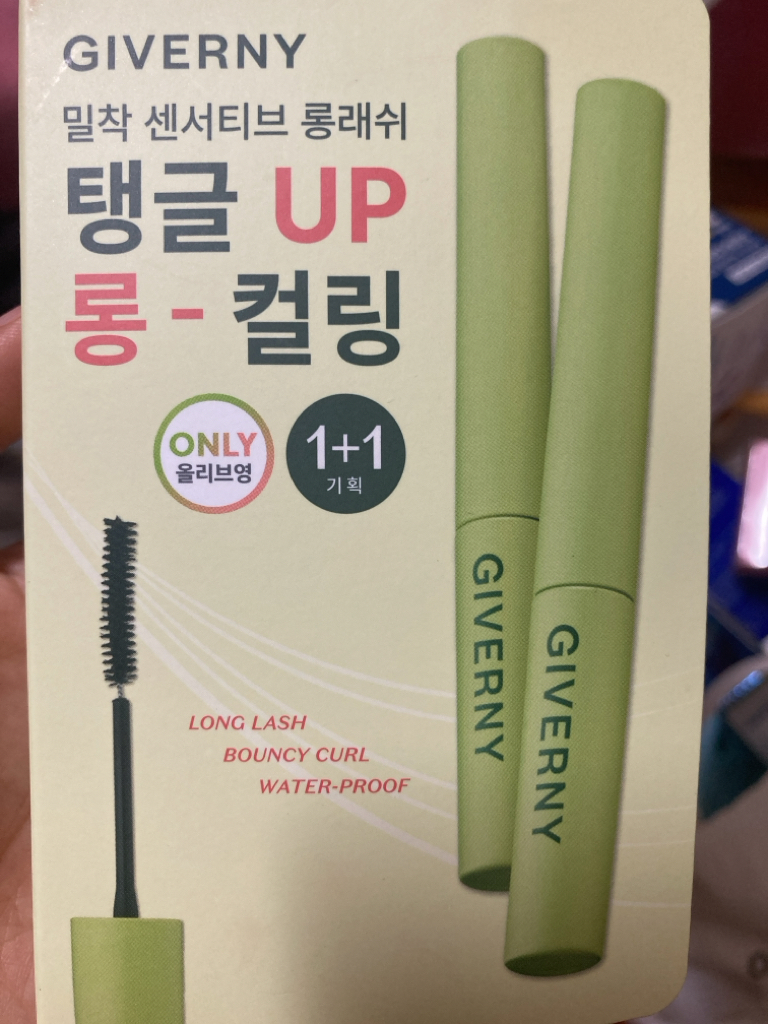 GIVERNY
밀착 센서티브 롱래쉬
탱글 UP
롱 - 컬링
ONLY
올리브영
1+1
기획
LONG LASH
BOUNCY CURL
WATER-PROOF
GIVERNY
GIVERNY